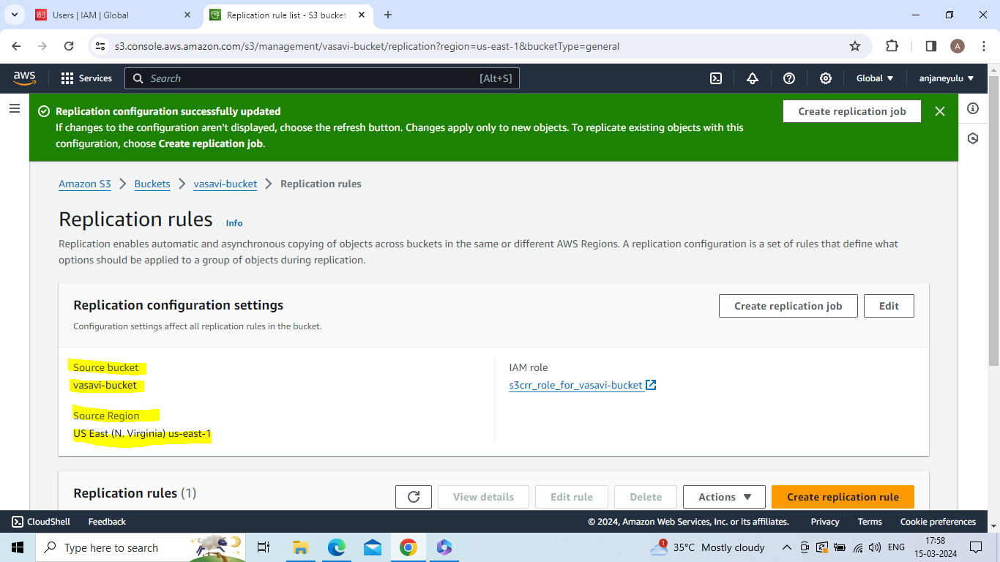 Users | IAM | Global
Replication rule list - S3 bucket
s3.console.aws.amazon.com/s3/management/vasavi-bucket/replication?region=us-east-1&bucketType=general
A
aws
Services
Search
[Alt+S]
Global
anjaneyulu
Replication configuration successfully updated
If changes to the configuration aren't displayed, choose the refresh button. Changes apply only to new objects. To replicate existing objects with this
configuration, choose Create replication job.
Create replication job
Amazon S3
Buckets
vasavi-bucket
Replication rules
Replication rules
Info
Replication enables automatic and asynchronous copying of objects across buckets in the same or different AWS Regions. A replication configuration is a set of rules that define what
options should be applied to a group of objects during replication.
Replication configuration settings
Configuration settings affect all replication rules in the bucket.
Create replication job
Edit
Source bucket
vasavi-bucket
Source Region
US East (N. Virginia) us-east-1
IAM role
s3crr_role_for_vasavi-bucket
Replication rules (1)
View details
Edit rule
Delete
Actions
Create replication rule
CloudShell
Feedback
© 2024, Amazon Web Services, Inc. or its affiliates.
Privacy
Terms
Cookie preferences
Type here to search
1
35°C Mostly cloudy
ENG
17:58
15-03-2024